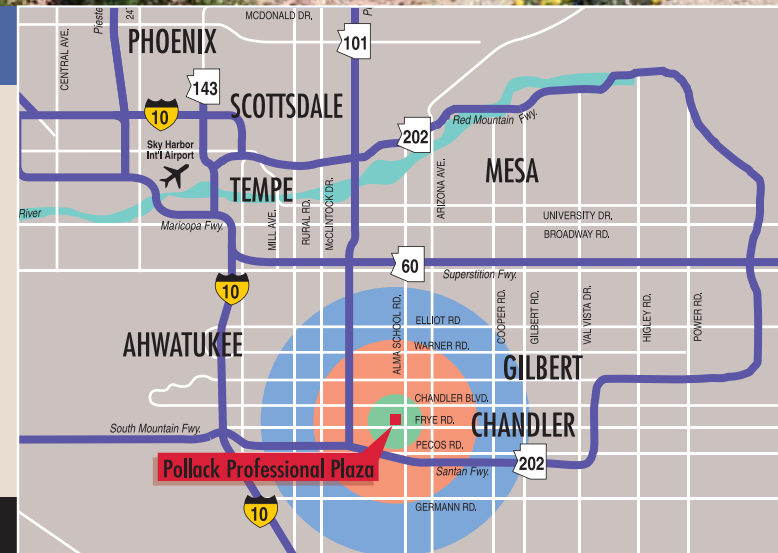 MCDONALD DR.
CENTRAL AVE.
24
PHOENIX
101
143
10
SCOTTSDALE
Sky Harbor
Int'l Airport
202
Red Mountain Fwy.
MESA
TEMPE
ARIZONA AVE.
River
Maricopa Fwy.
MILL AVE.
RURAL RD.
McCLINTOCK DR.
UNIVERSITY DR.
BROADWAY RD.
60
Superstition Fwy.
10
ALMA SCHOOL RD.
COOPER RD.
GILBERT RD.
VAL VISTA DR.
HIGLEY RD.
POWER RD.
ELLIOT RD
AHWATUKEE
WARNER RD.
GILBERT
CHANDLER BLVD.
FRYE RD.
CHANDLER
South Mountain Fwy.
PECOS RD.
Pollack Professional Plaza
Santan Fwy.
202
10
GERMANN RD.